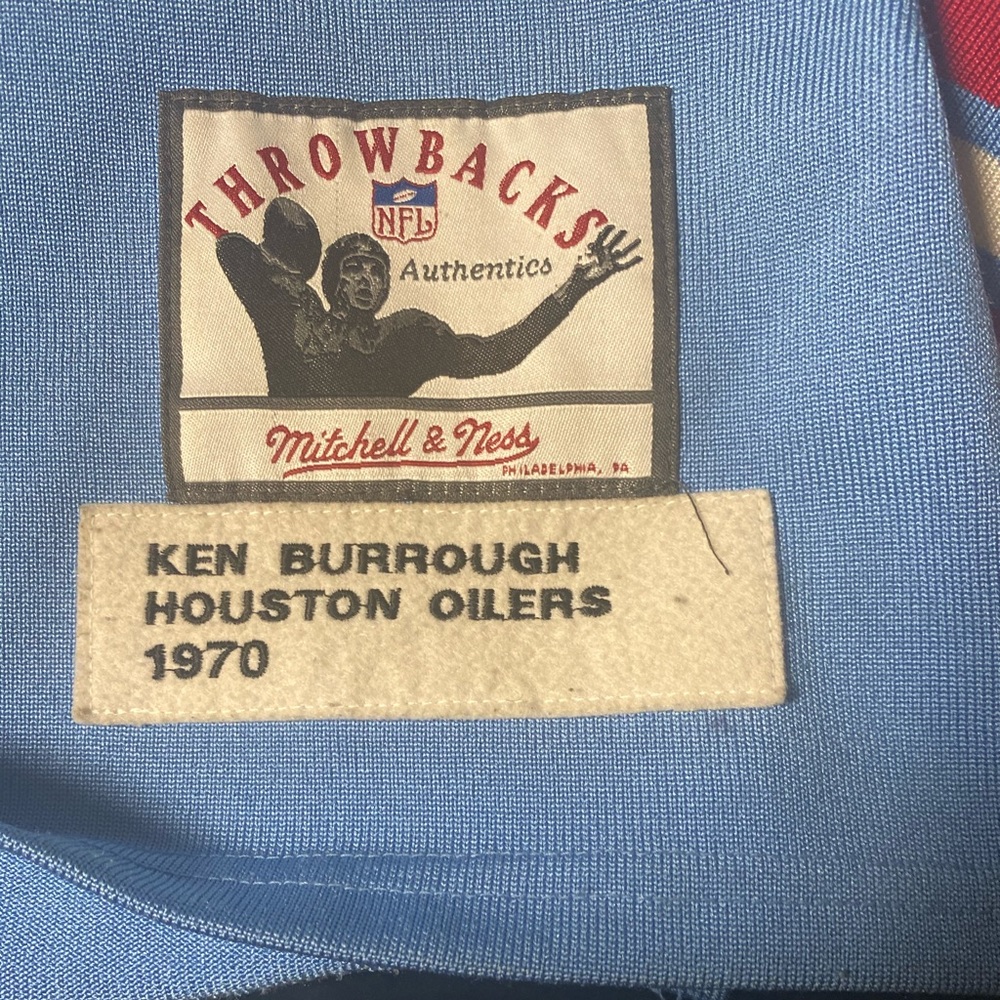 THROWBACKS
NFL
Authentics
Mitchell & Ness
PHILADELPHIA, PA
KEN BURROUGH
HOUSTON OILERS
1970